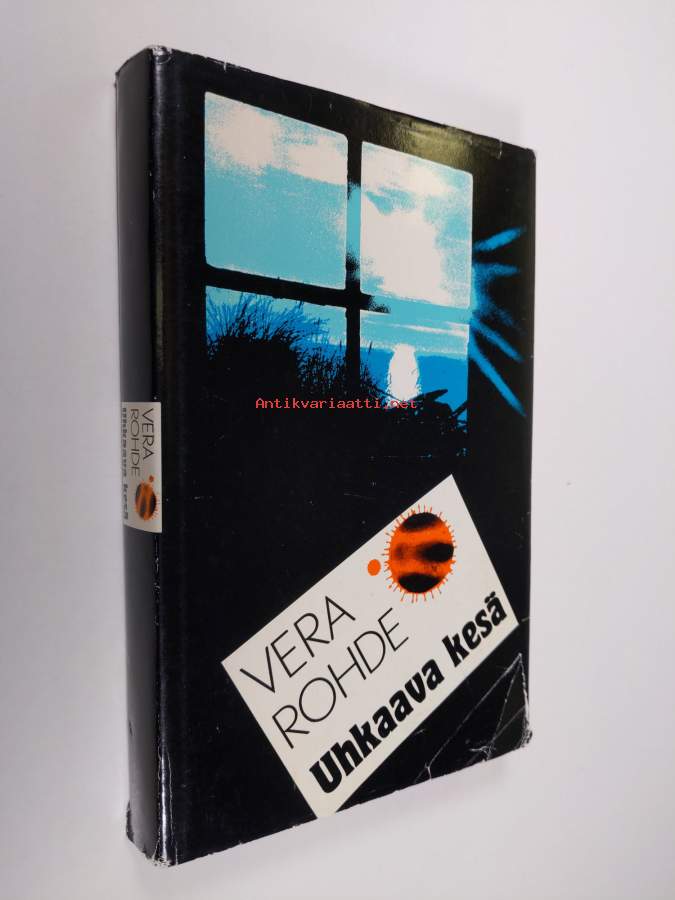 Antikvariaatti.net
VERA
ROHDE
Uhkaava kesä
VERA
ROHDE
Uhkaava kesä